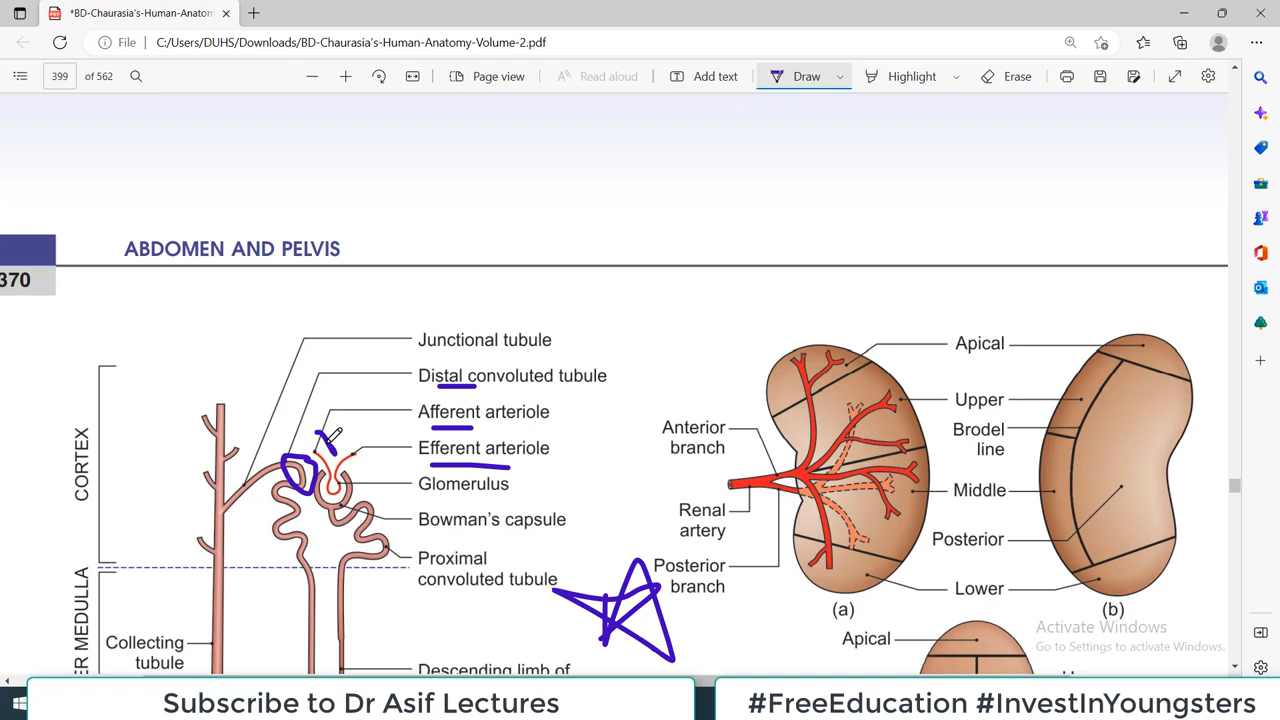 *BD-Chaurasia's-Human-Anatom
File
C:/Users/DUHS/Downloads/BD-Chaurasia's-Human-Anatomy-Volume-2.pdf
399
of 562
Page view
Read aloud
Add text
Draw
Highlight
Erase
ABDOMEN AND PELVIS
370
CORTEX
Junctional tubule
Distal convoluted tubule
Afferent arteriole
Efferent arteriole
Glomerulus
Bowman's capsule
Proximal
convoluted tubule
ER MEDULLA
Collecting
tubule
Descending limb of
Anterior
branch
Renal
artery
Posterior
branch
Apical
Upper
Brodel
line
Middle
Posterior
Lower
(a)
(b)
Apical
Activate Windows
Go to Settings to activate Windows.
Subscribe to Dr Asif Lectures
#FreeEducation #InvestInYoungsters